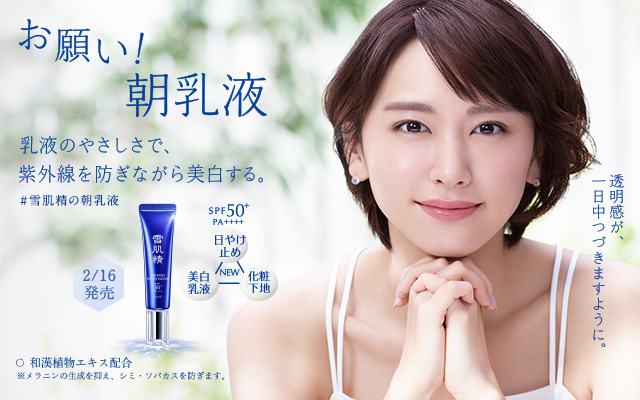 お願い!
朝乳液
乳液のやさしさで、
紫外線を防ぎながら美白する。
#雪肌精の朝乳液
SPF50+
PA++++
日やけ
止め
NEW
美白
乳液
化粧
下地
雪肌精
2/16
発売
○ 和漢植物エキス配合
※メラニンの生成を抑え、シミ・ソバカスを防ぎます。
透明感が、
一日中つづきますように。